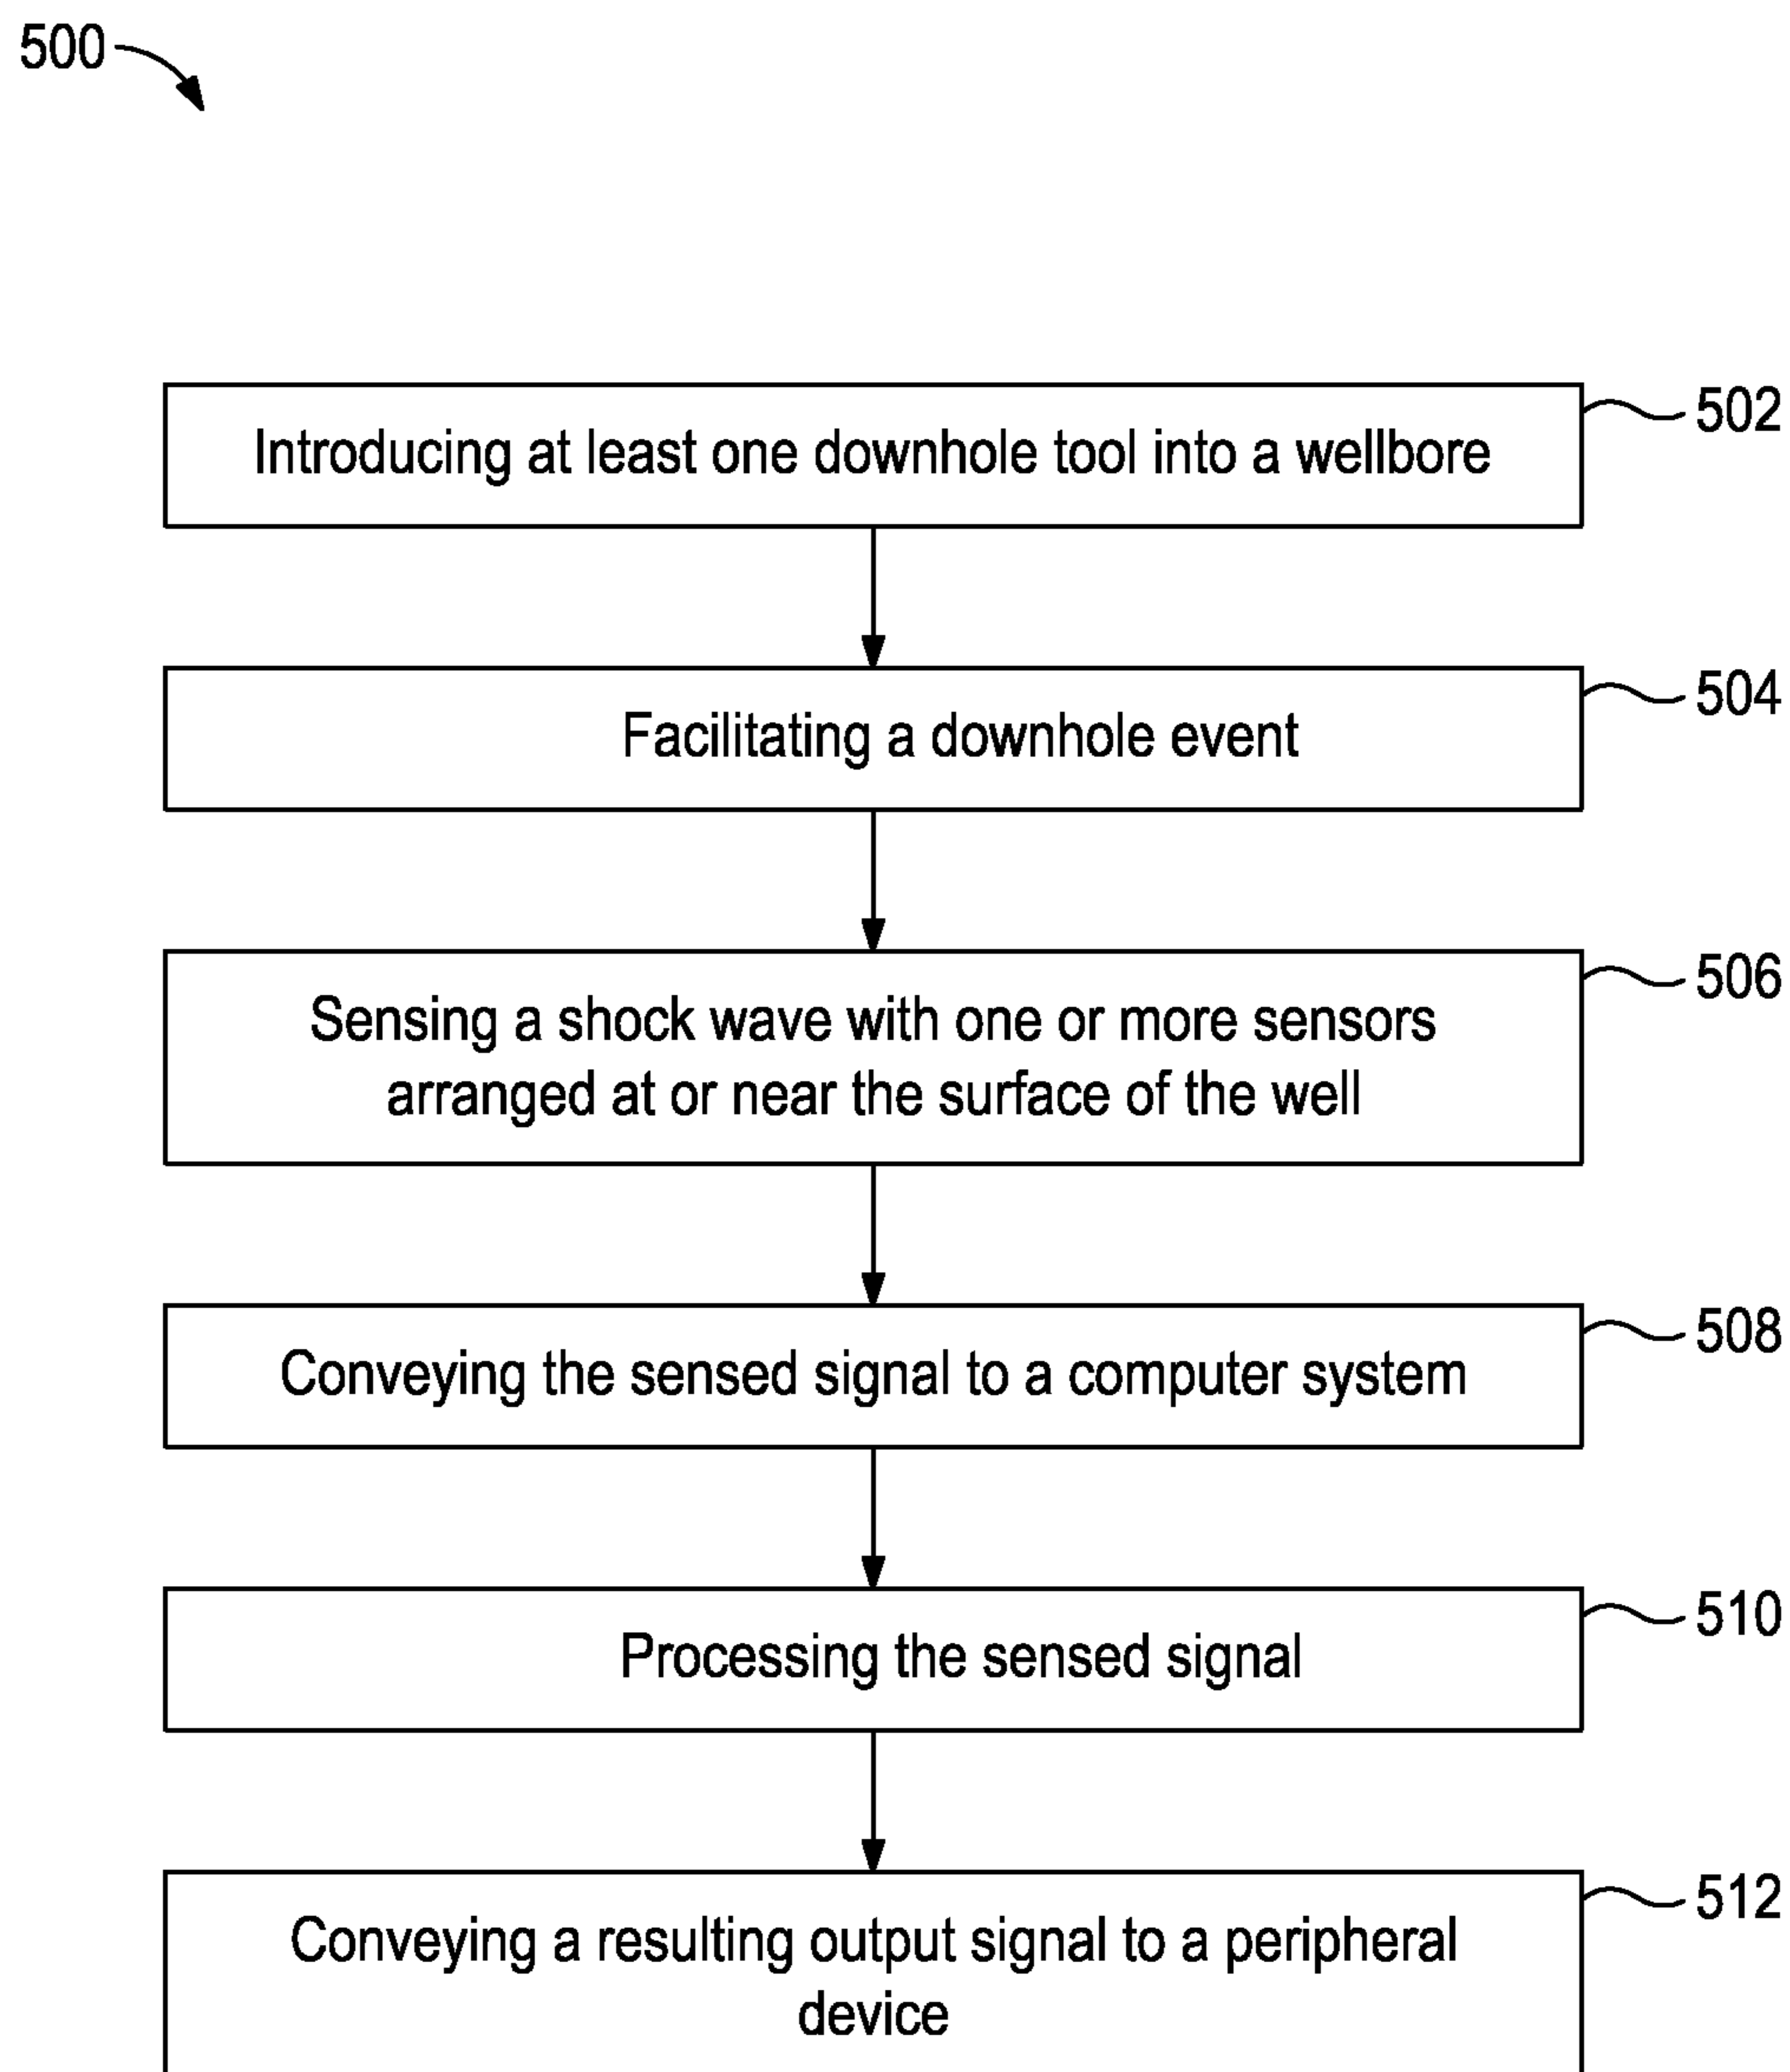 500
Introducing at least one downhole tool into a wellbore
502
Facilitating a downhole event
504
Sensing a shock wave with one or more sensors
arranged at or near the surface of the well
506
Conveying the sensed signal to a computer system
508
Processing the sensed signal
510
Conveying a resulting output signal to a peripheral
device
512